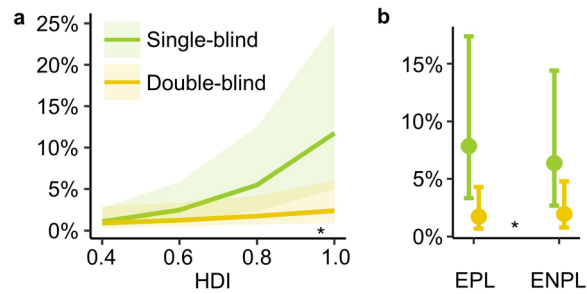 a
25%
20%
15%
10%
5%
0%
Single-blind
Double-blind
*
0.4 0.6 0.8 1.0
HDI
b
15%
10%
5%
0%
*
EPL ENPL